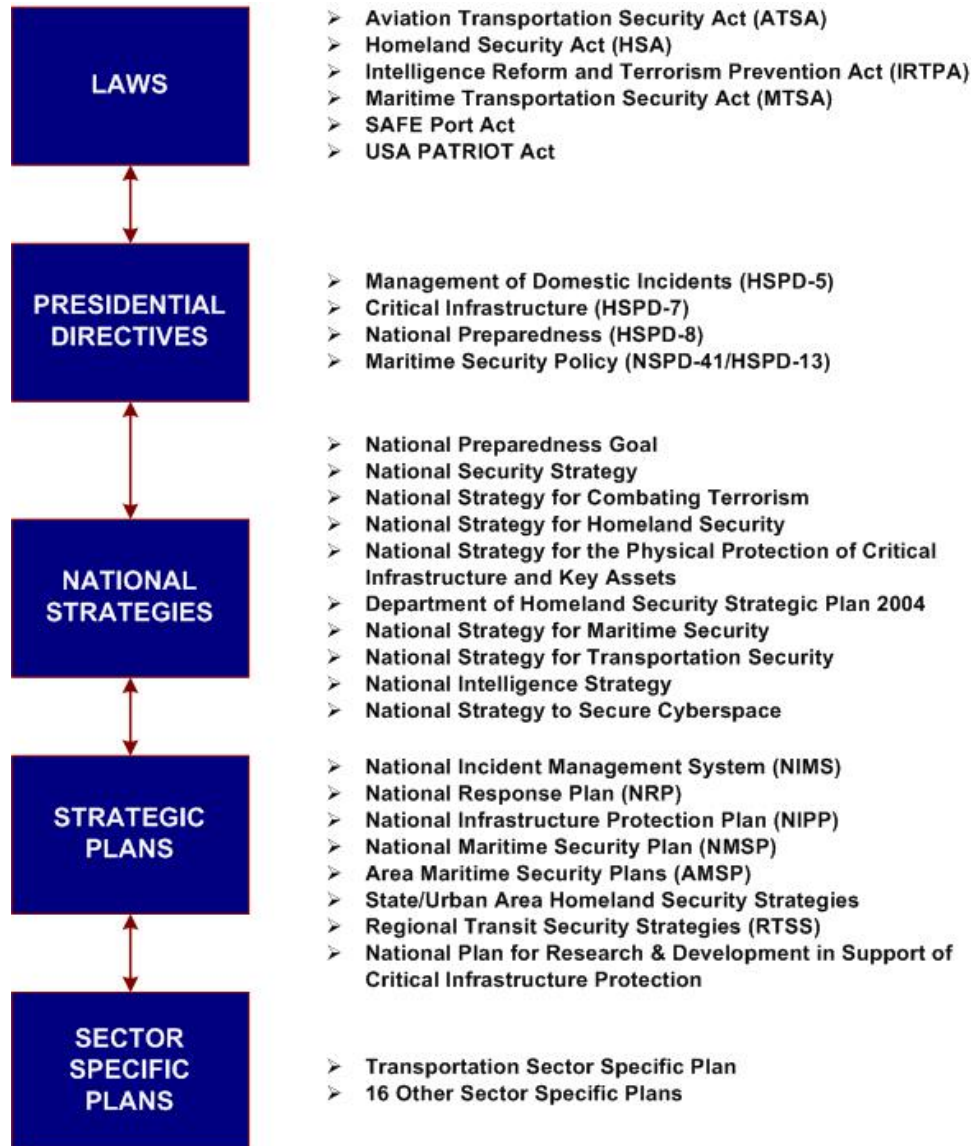 LAWS
➢ Aviation Transportation Security Act (ATSA)
➢ Homeland Security Act (HSA)
➢ Intelligence Reform and Terrorism Prevention Act (IRTPA)
➢ Maritime Transportation Security Act (MTSA)
➢ SAFE Port Act
➢ USA PATRIOT Act
PRESIDENTIAL
DIRECTIVES
➢ Management of Domestic Incidents (HSPD-5)
➢ Critical Infrastructure (HSPD-7)
➢ National Preparedness (HSPD-8)
➢ Maritime Security Policy (NSPD-41/HSPD-13)
NATIONAL
STRATEGIES
➢ National Preparedness Goal
➢ National Security Strategy
➢ National Strategy for Combating Terrorism
➢ National Strategy for Homeland Security
➢ National Strategy for the Physical Protection of Critical
Infrastructure and Key Assets
➢ Department of Homeland Security Strategic Plan 2004
➢ National Strategy for Maritime Security
➢ National Strategy for Transportation Security
➢ National Intelligence Strategy
➢ National Strategy to Secure Cyberspace
STRATEGIC
PLANS
➢ National Incident Management System (NIMS)
➢ National Response Plan (NRP)
➢ National Infrastructure Protection Plan (NIPP)
➢ National Maritime Security Plan (NMSP)
➢ Area Maritime Security Plans (AMSP)
➢ State/Urban Area Homeland Security Strategies
➢ Regional Transit Security Strategies (RTSS)
➢ National Plan for Research & Development in Support of
Critical Infrastructure Protection
SECTOR
SPECIFIC
PLANS
➢ Transportation Sector Specific Plan
➢ 16 Other Sector Specific Plans